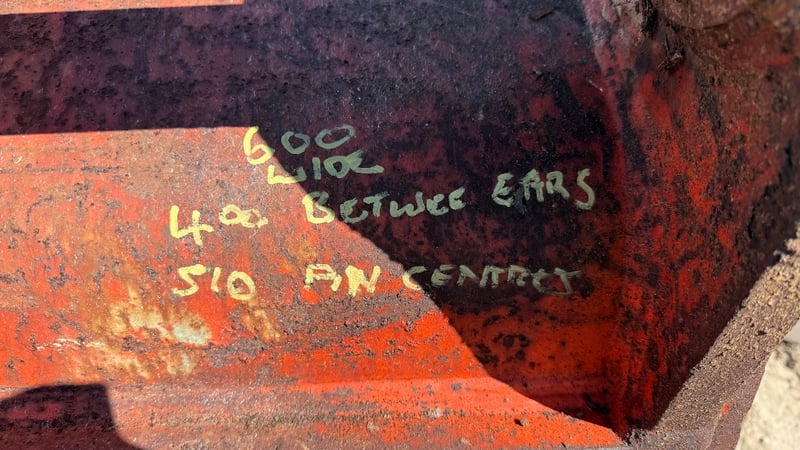 600
WIDE
400 BETWEE EARS
510 PIN CENTRES